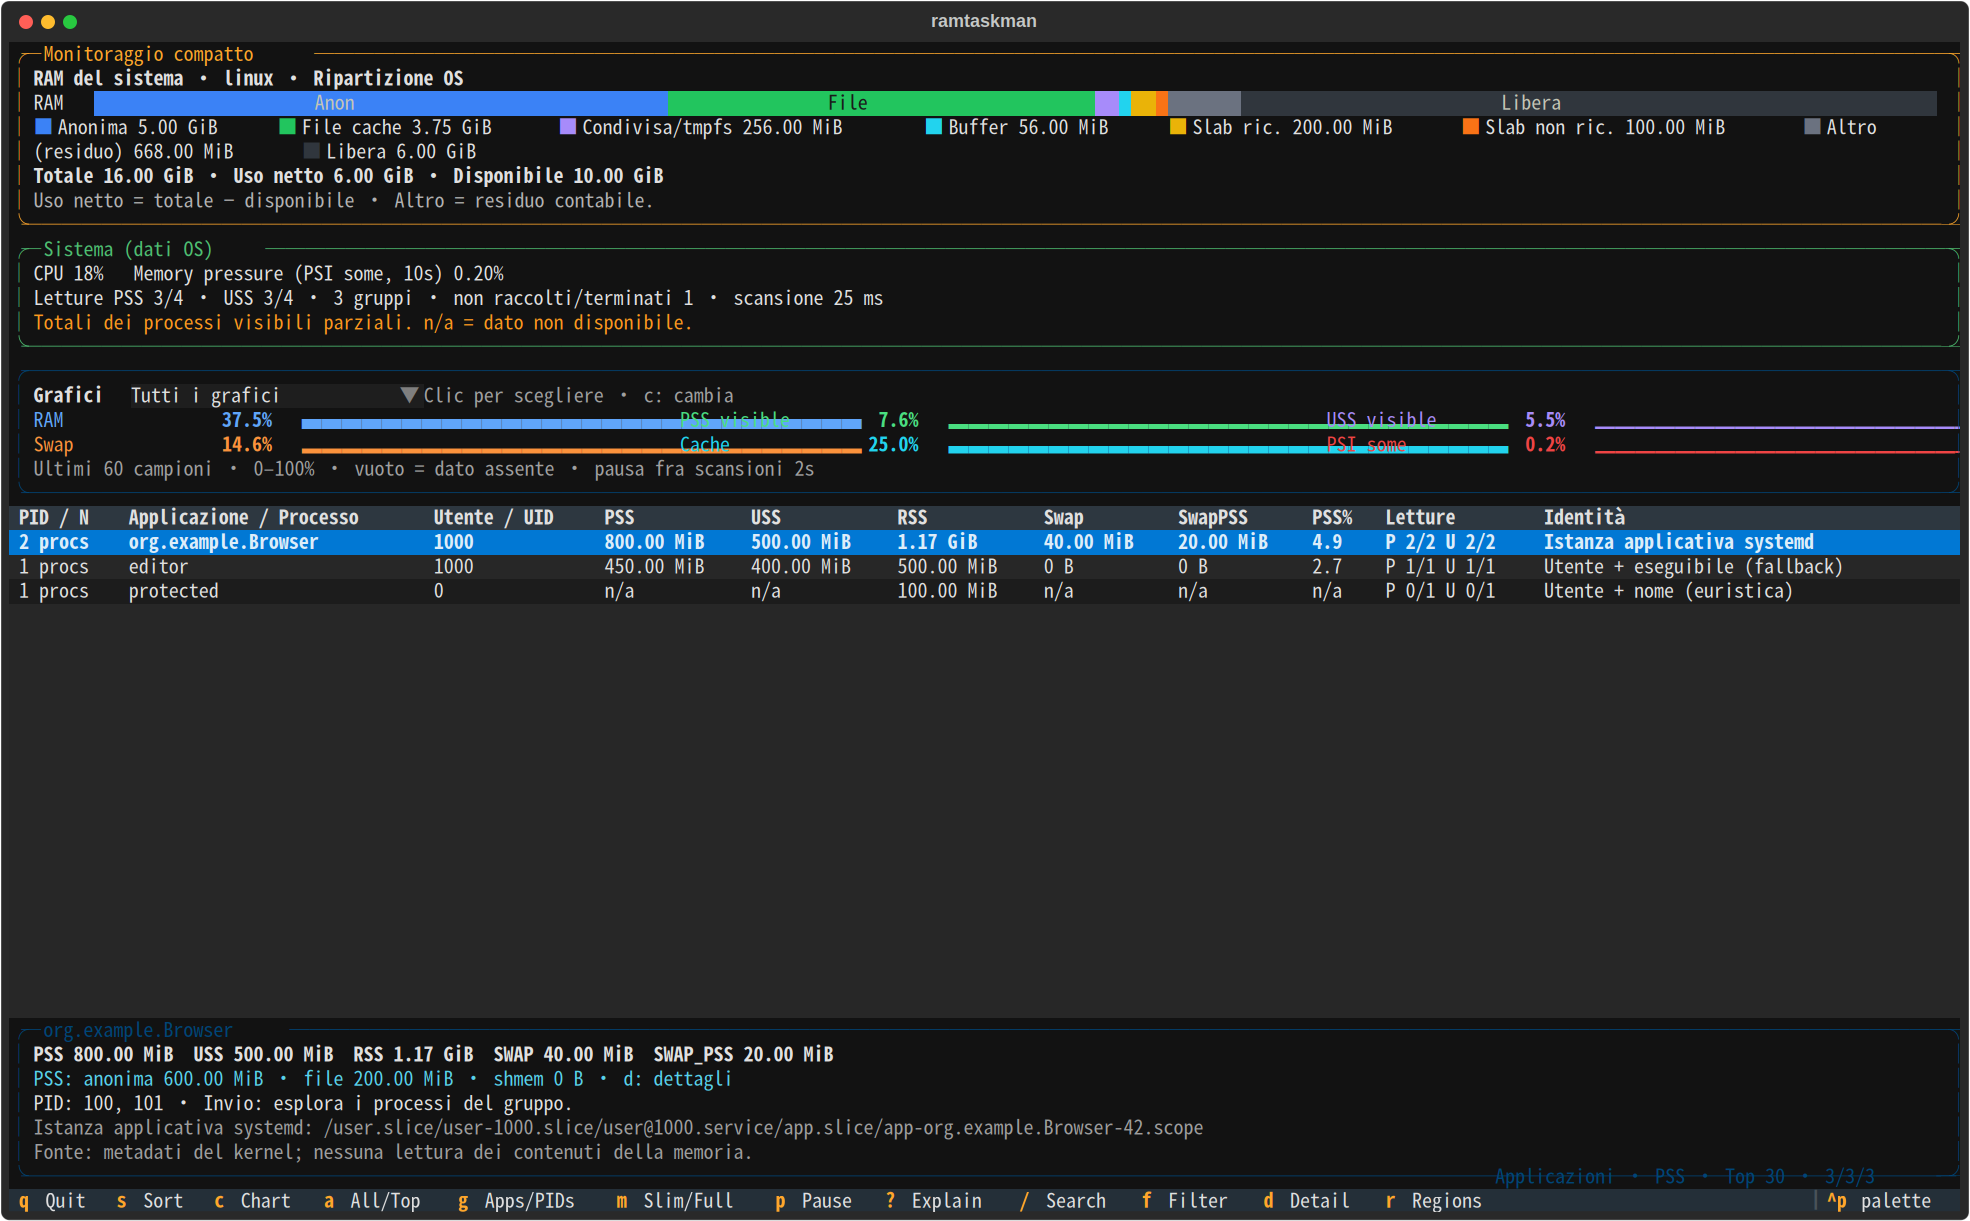 ramtaskman
Monitoraggio compatto
RAM del sistema • linux • Ripartizione OS
RAM Anon File Libera
Anonima 5.00 GiB File cache 3.75 GiB Condivisa/tmpfs 256.00 MiB Buffer 56.00 MiB Slab ric. 200.00 MiB Slab non ric. 100.00 MiB Altro
(residuo) 668.00 MiB Libera 6.00 GiB
Totale 16.00 GiB • Uso netto 6.00 GiB • Disponibile 10.00 GiB
Uso netto = totale − disponibile • Altro = residuo contabile.
Sistema (dati OS)
CPU 18% Memory pressure (PSI some, 10s) 0.20%
Letture PSS 3/4 • USS 3/4 • 3 gruppi • non raccolti/terminati 1 • scansione 25 ms
Totali dei processi visibili parziali. n/a = dato non disponibile.
Grafici Tutti i grafici ▼ Clic per scegliere • c: cambia
RAM 37.5% PSS visible 7.6% USS visible 5.5%
Swap 14.6% Cache 25.0% PSI some 0.2%
Ultimi 60 campioni • 0–100% • vuoto = dato assente • pausa fra scansioni 2s
PID / N Applicazione / Processo Utente / UID PSS USS RSS Swap SwapPSS PSS% Letture Identità
2 procs org.example.Browser 1000 800.00 MiB 500.00 MiB 1.17 GiB 40.00 MiB 20.00 MiB 4.9 P 2/2 U 2/2 Istanza applicativa systemd
1 procs editor 1000 450.00 MiB 400.00 MiB 500.00 MiB 0 B 0 B 2.7 P 1/1 U 1/1 Utente + eseguibile (fallback)
1 procs protected 0 n/a n/a 100.00 MiB n/a n/a n/a P 0/1 U 0/1 Utente + nome (euristica)
org.example.Browser
PSS 800.00 MiB USS 500.00 MiB RSS 1.17 GiB SWAP 40.00 MiB SWAP_PSS 20.00 MiB
PSS: anonima 600.00 MiB • file 200.00 MiB • shmem 0 B • d: dettagli
PID: 100, 101 • Invio: esplora i processi del gruppo.
Istanza applicativa systemd: /user.slice/user-1000.slice/user@1000.service/app.slice/app-org.example.Browser-42.scope
Fonte: metadati del kernel; nessuna lettura dei contenuti della memoria.
Applicazioni • PSS • Top 30 • 3/3/3
q Quit s Sort c Chart a All/Top g Apps/PIDs m Slim/Full p Pause ? Explain / Search f Filter d Detail r Regions ^p palette